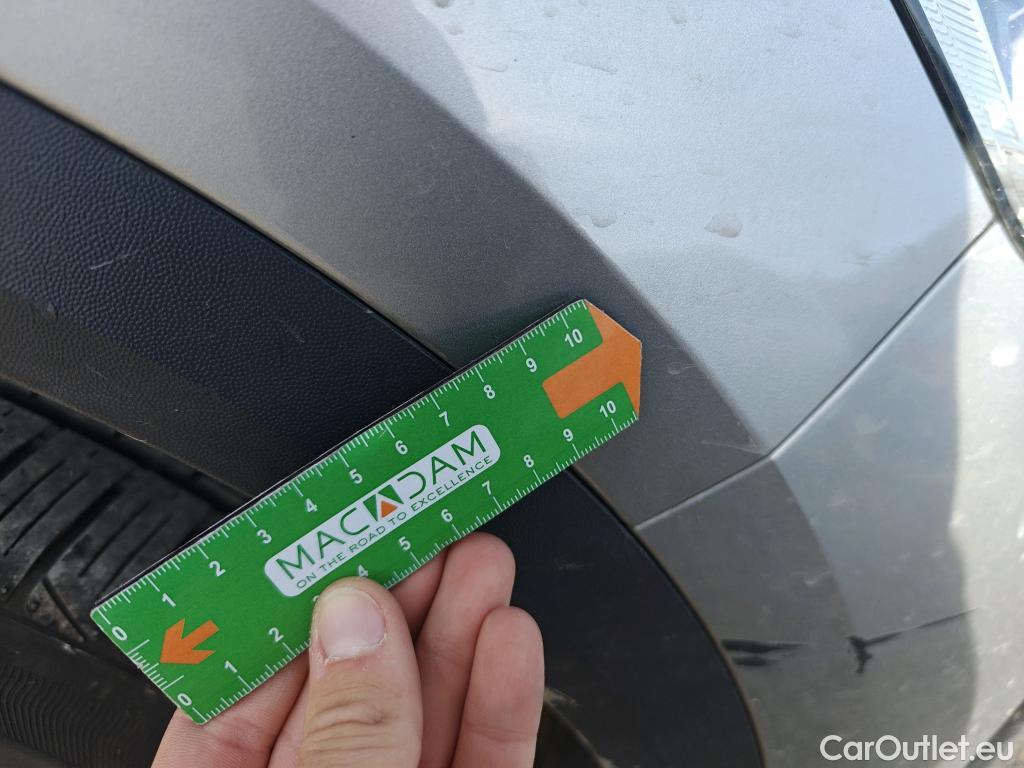 0 1 2 3 4 5 6 7 8 9 10
MACADAM
ON THE ROAD TO EXCELLENCE
0 1 2 3 4 5 6 7 8 9 10
CarOutlet.eu